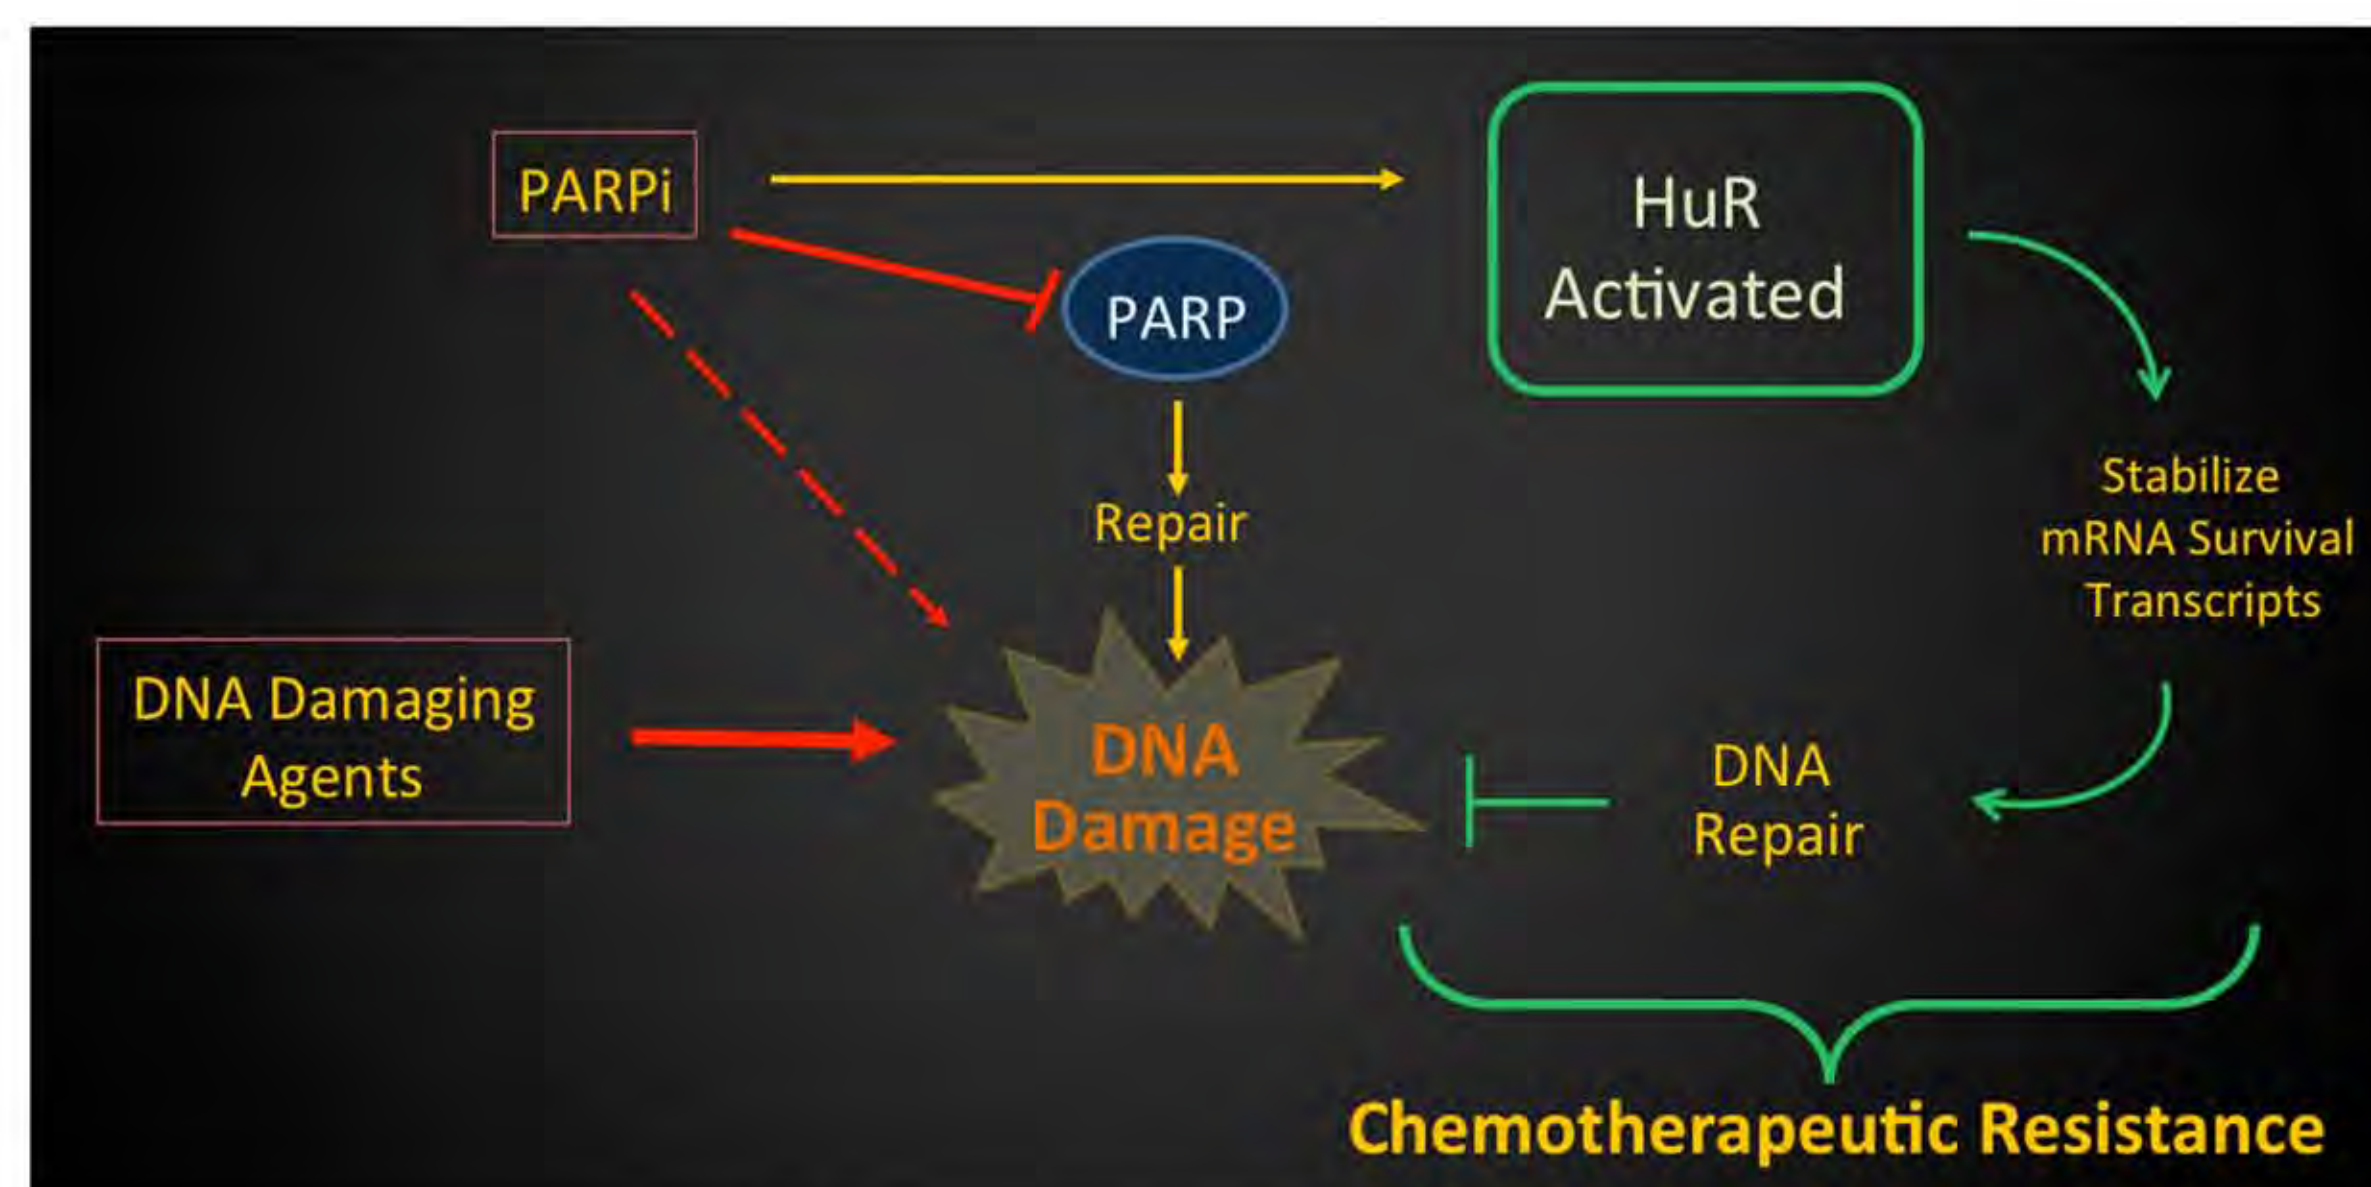 PARPi
HuR
Activated
PARP
Stabilize
mRNA Survival
Transcripts
Repair
DNA Damaging
Agents
DNA
Damage
DNA
Repair
Chemotherapeutic Resistance